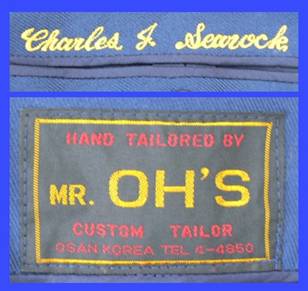 Charles J. Searock
HAND TAILORED BY
MR. OH'S
CUSTOM TAILOR
OSAN KOREA TEL 4-4850